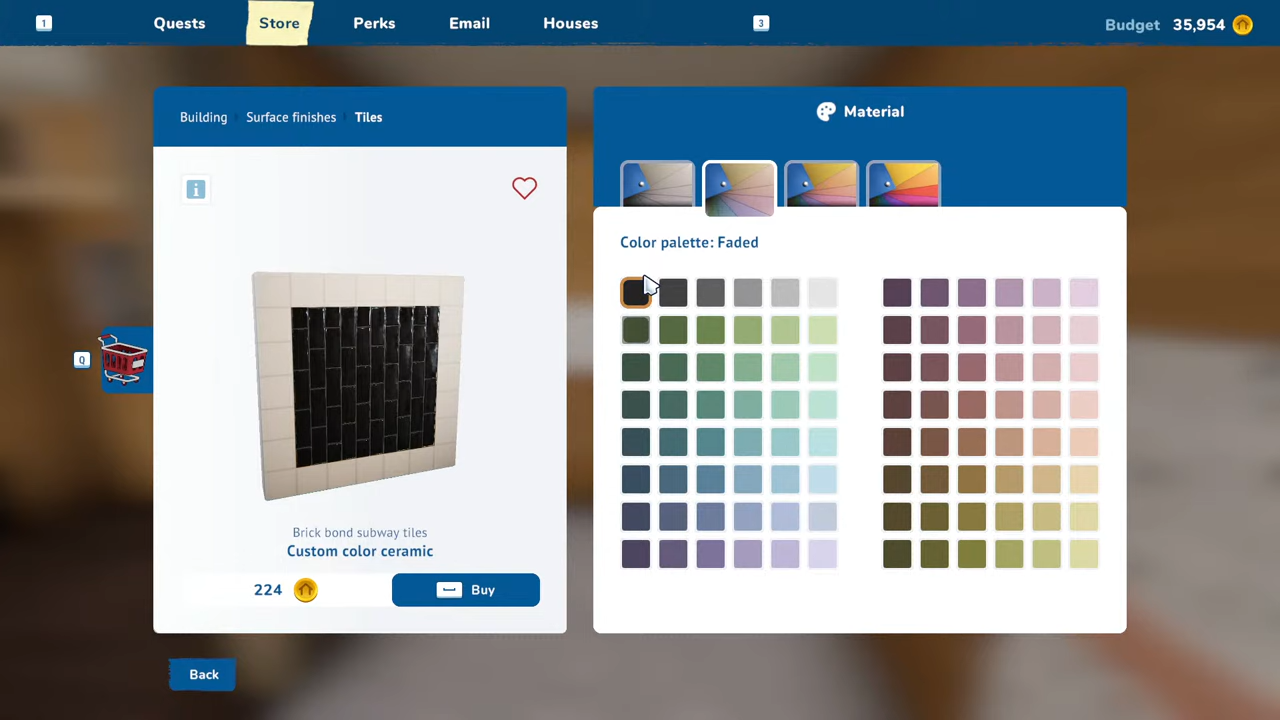 1 Quests Store Perks Email Houses 3 Budget 35,954
Building Surface finishes Tiles
Material
i
Color palette: Faded
Q
Brick bond subway tiles
Custom color ceramic
224 Buy
Back